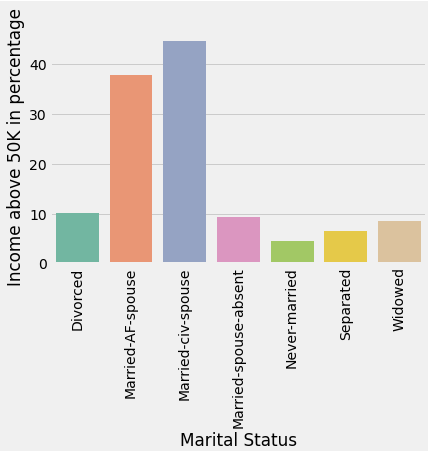 Income above 50K in percentage
40
30
20
10
0
Divorced
Married-AF-spouse
Married-civ-spouse
Married-spouse-absent
Never-married
Separated
Widowed
Marital Status